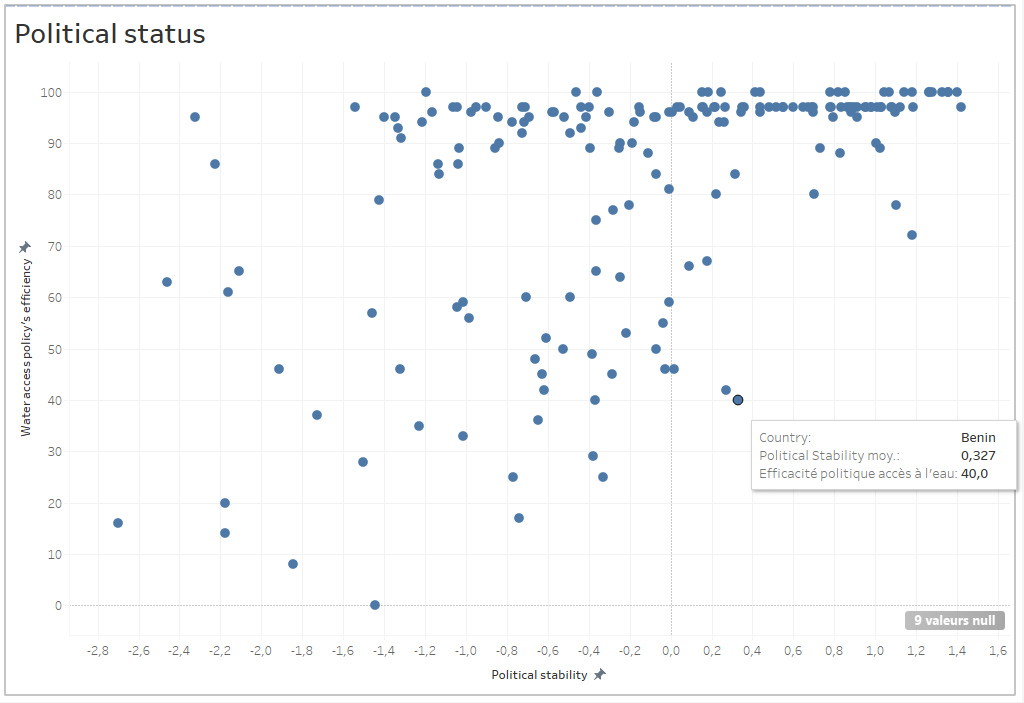 Political status
100
90
80
70
60
50
40
30
20
10
0
Water access policy's efficiency
Country: Benin
Political Stability moy.: 0,327
Efficacité politique accès à l'eau: 40,0
9 valeurs null
-2,8 -2,6 -2,4 -2,2 -2,0 -1,8 -1,6 -1,4 -1,2 -1,0 -0,8 -0,6 -0,4 -0,2 0,0 0,2 0,4 0,6 0,8 1,0 1,2 1,4 1,6
Political stability